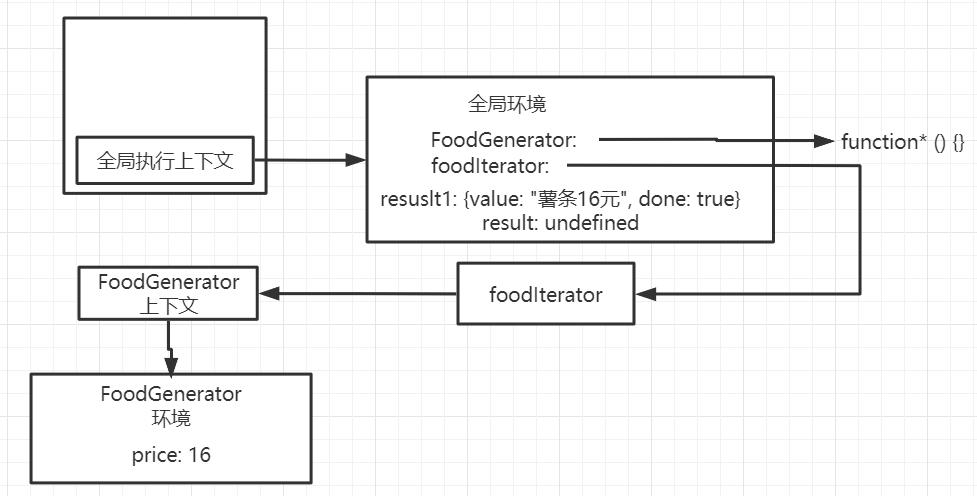 全局执行上下文
全局环境
FoodGenerator:
function* () {}
foodIterator:
resuslt1: {value: "薯条16元", done: true}
result: undefined
foodIterator
FoodGenerator
上下文
FoodGenerator
环境
price: 16